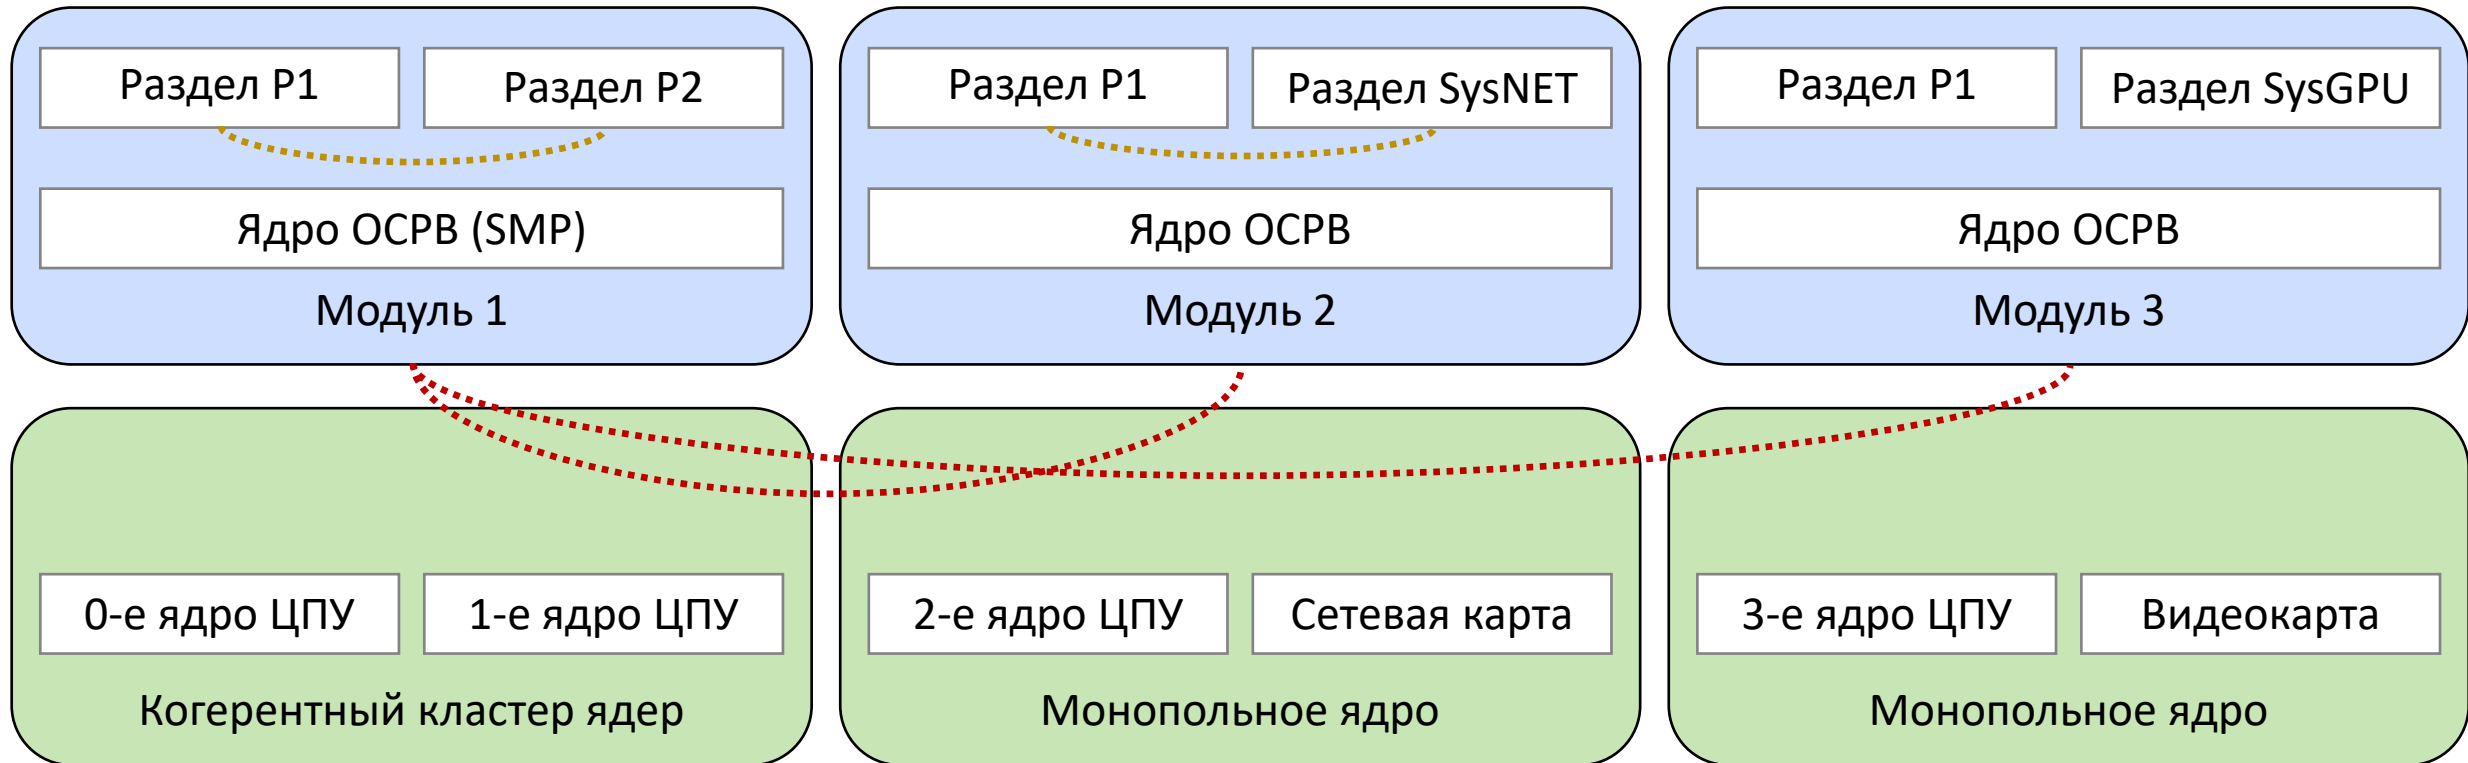 Раздел P1
Раздел P2
Ядро ОСРВ (SMP)
Модуль 1
Раздел P1
Раздел SysNET
Ядро ОСРВ
Модуль 2
Раздел P1
Раздел SysGPU
Ядро ОСРВ
Модуль 3
0-е ядро ЦПУ
1-е ядро ЦПУ
Когерентный кластер ядер
2-е ядро ЦПУ
Сетевая карта
Монопольное ядро
3-е ядро ЦПУ
Видеокарта
Монопольное ядро